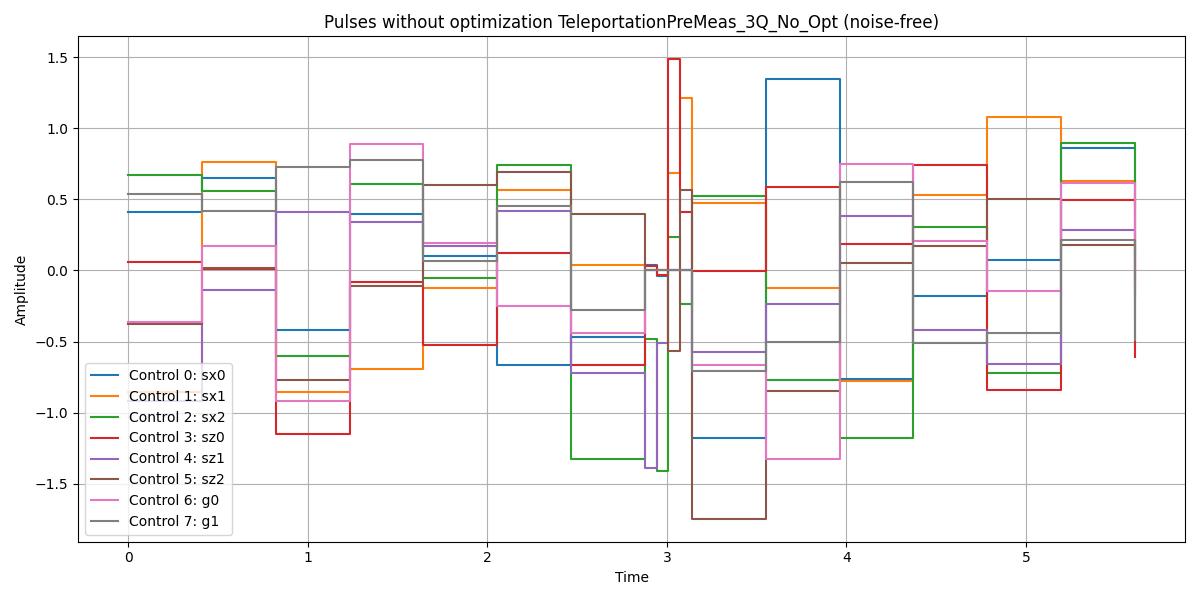 Pulses without optimization TeleportationPreMeas_3Q_No_Opt (noise-free)
Amplitude
1.5
1.0
0.5
0.0
−0.5
−1.0
−1.5
Control 0: sx0
Control 1: sx1
Control 2: sx2
Control 3: sz0
Control 4: sz1
Control 5: sz2
Control 6: g0
Control 7: g1
0 1 2 3 4 5
Time